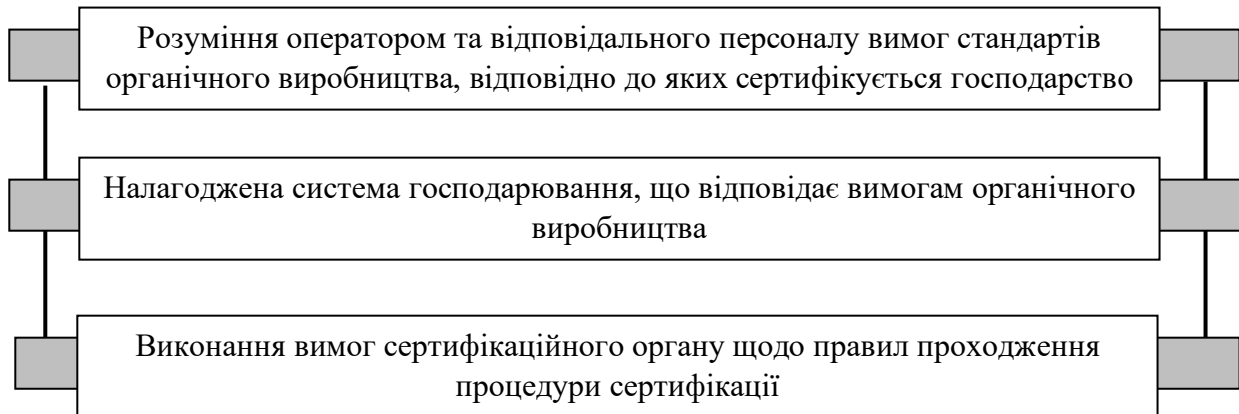 Розуміння оператором та відповідального персоналу вимог стандартів
органічного виробництва, відповідно до яких сертифікується господарство
Налагоджена система господарювання, що відповідає вимогам органічного
виробництва
Виконання вимог сертифікаційного органу щодо правил проходження
процедури сертифікації